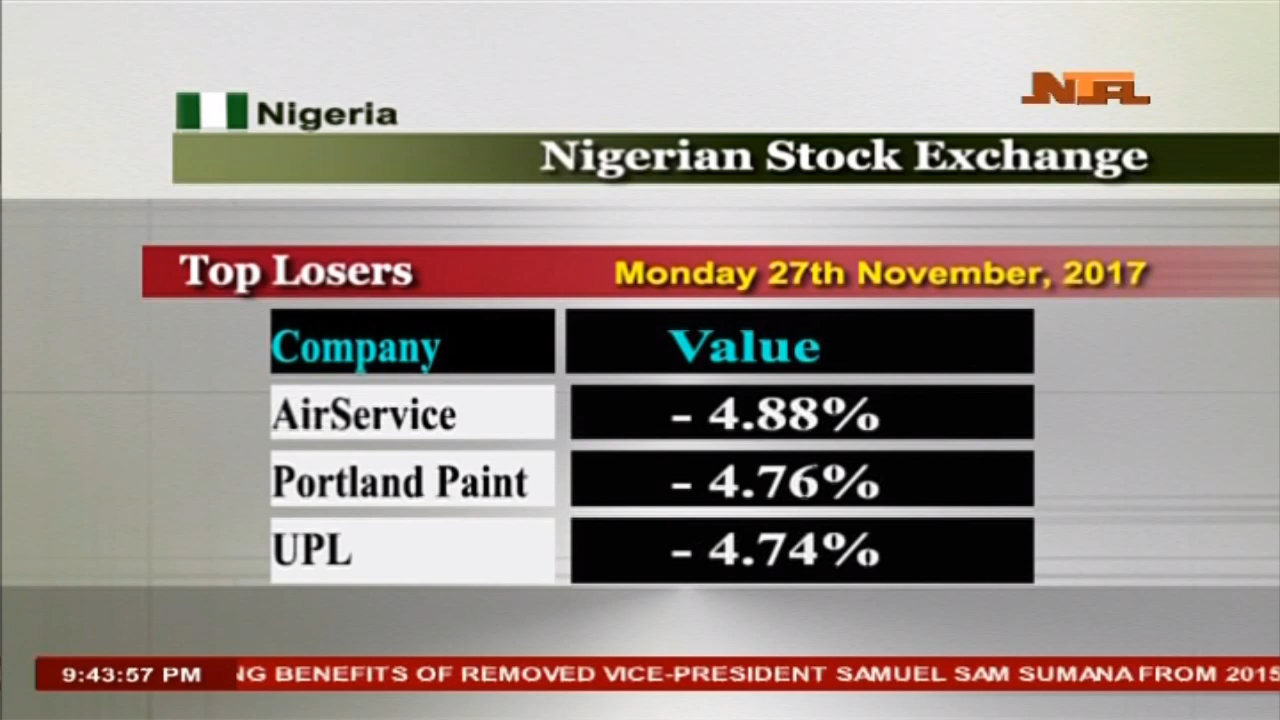 NTA
Nigeria
Nigerian Stock Exchange
Top Losers Monday 27th November, 2017
Company Value
AirService - 4.88%
Portland Paint - 4.76%
UPL - 4.74%
9:43:57 PM NG BENEFITS OF REMOVED VICE-PRESIDENT SAMUEL SAM SUMANA FROM 2015